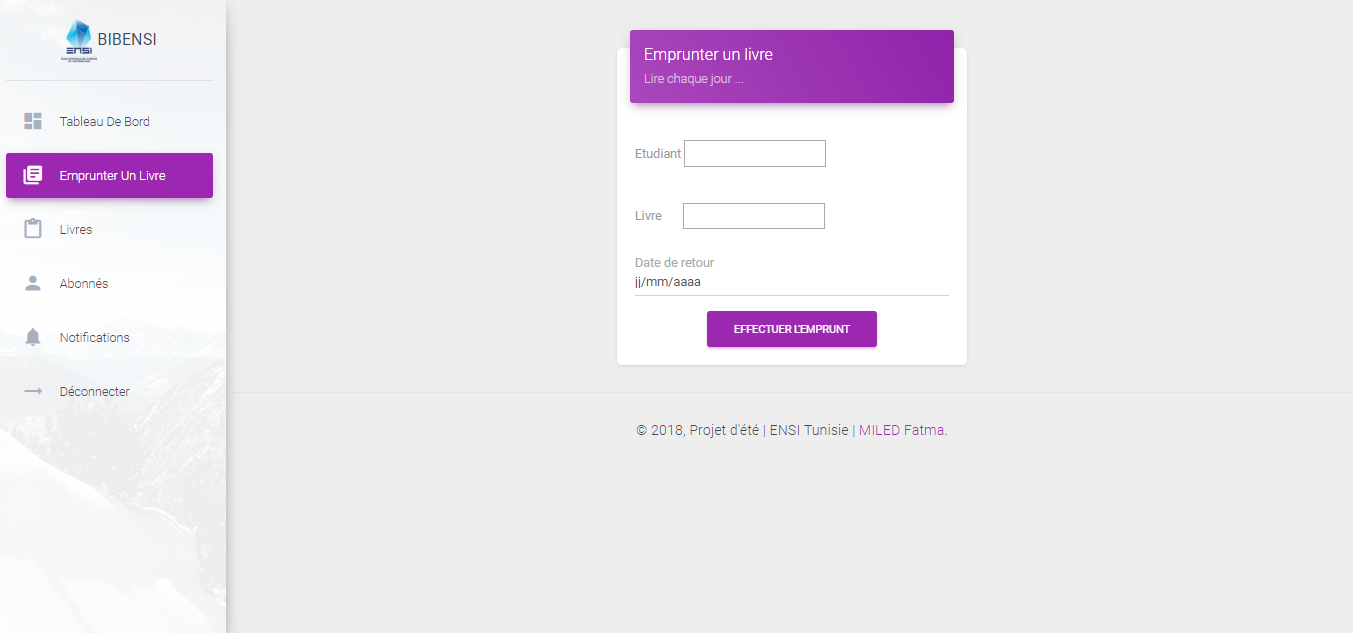 ENSI
BIBENSI
Tableau De Bord
Emprunter Un Livre
Livres
Abonnés
Notifications
Déconnecter
Emprunter un livre
Lire chaque jour ...
Etudiant
Livre
Date de retour
jj/mm/aaaa
EFFECTUER L'EMPRUNT
© 2018, Projet d'été | ENSI Tunisie | MILED Fatma.